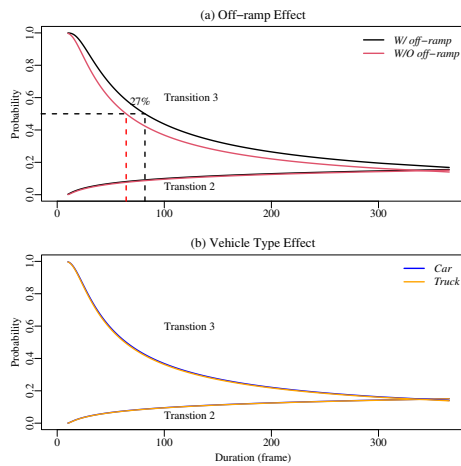 (a) Off−ramp Effect
W/ off−ramp
W/O off−ramp
27%
Transition 3
Transtion 2
Probability
0.0 0.2 0.4 0.6 0.8 1.0
0 100 200 300
(b) Vehicle Type Effect
Car
Truck
Transtion 3
Transtion 2
Probability
0.0 0.2 0.4 0.6 0.8 1.0
0 100 200 300
Duration (frame)